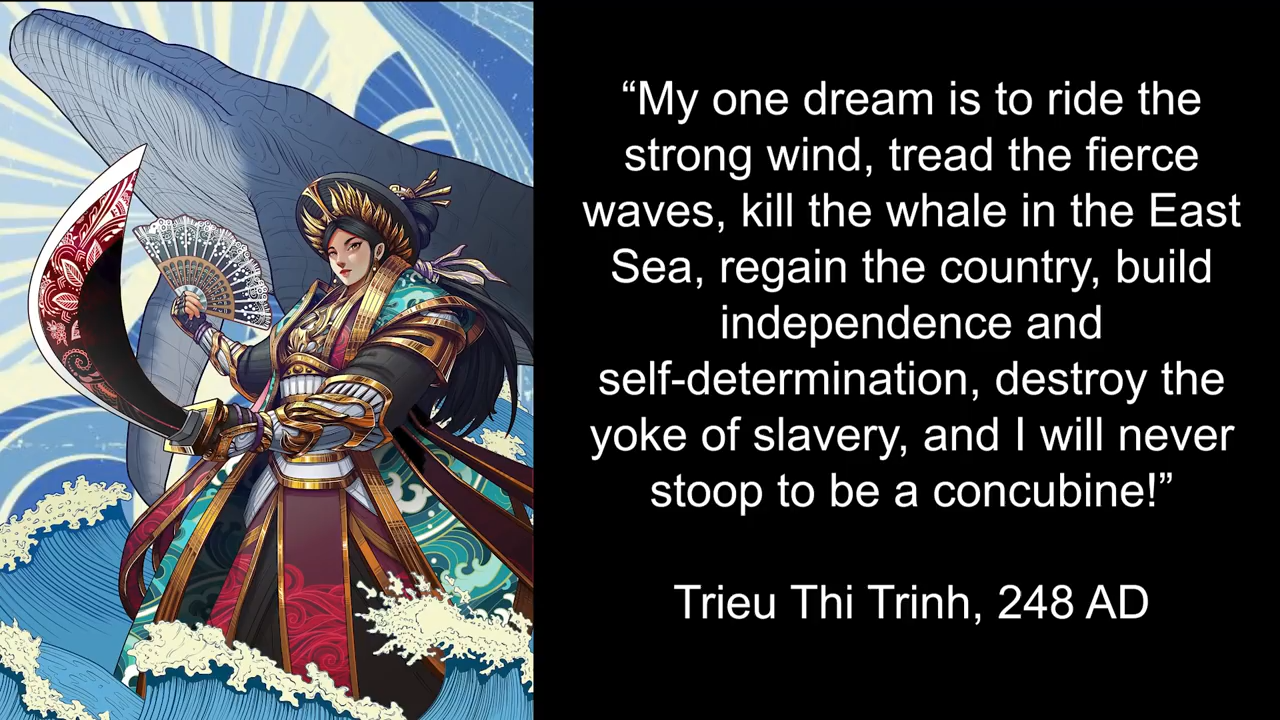 “My one dream is to ride the
strong wind, tread the fierce
waves, kill the whale in the East
Sea, regain the country, build
independence and
self-determination, destroy the
yoke of slavery, and I will never
stoop to be a concubine!”
Trieu Thi Trinh, 248 AD